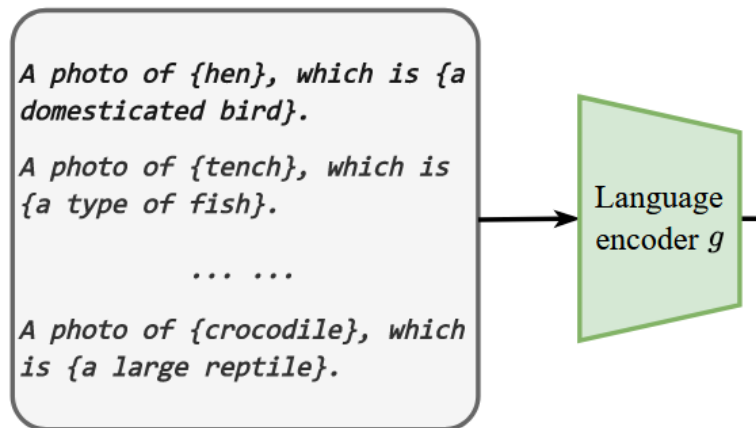 A photo of {hen}, which is {a
domesticated bird}.
A photo of {tench}, which is
{a type of fish}.
... ...
A photo of {crocodile}, which
is {a large reptile}.
Language
encoder g